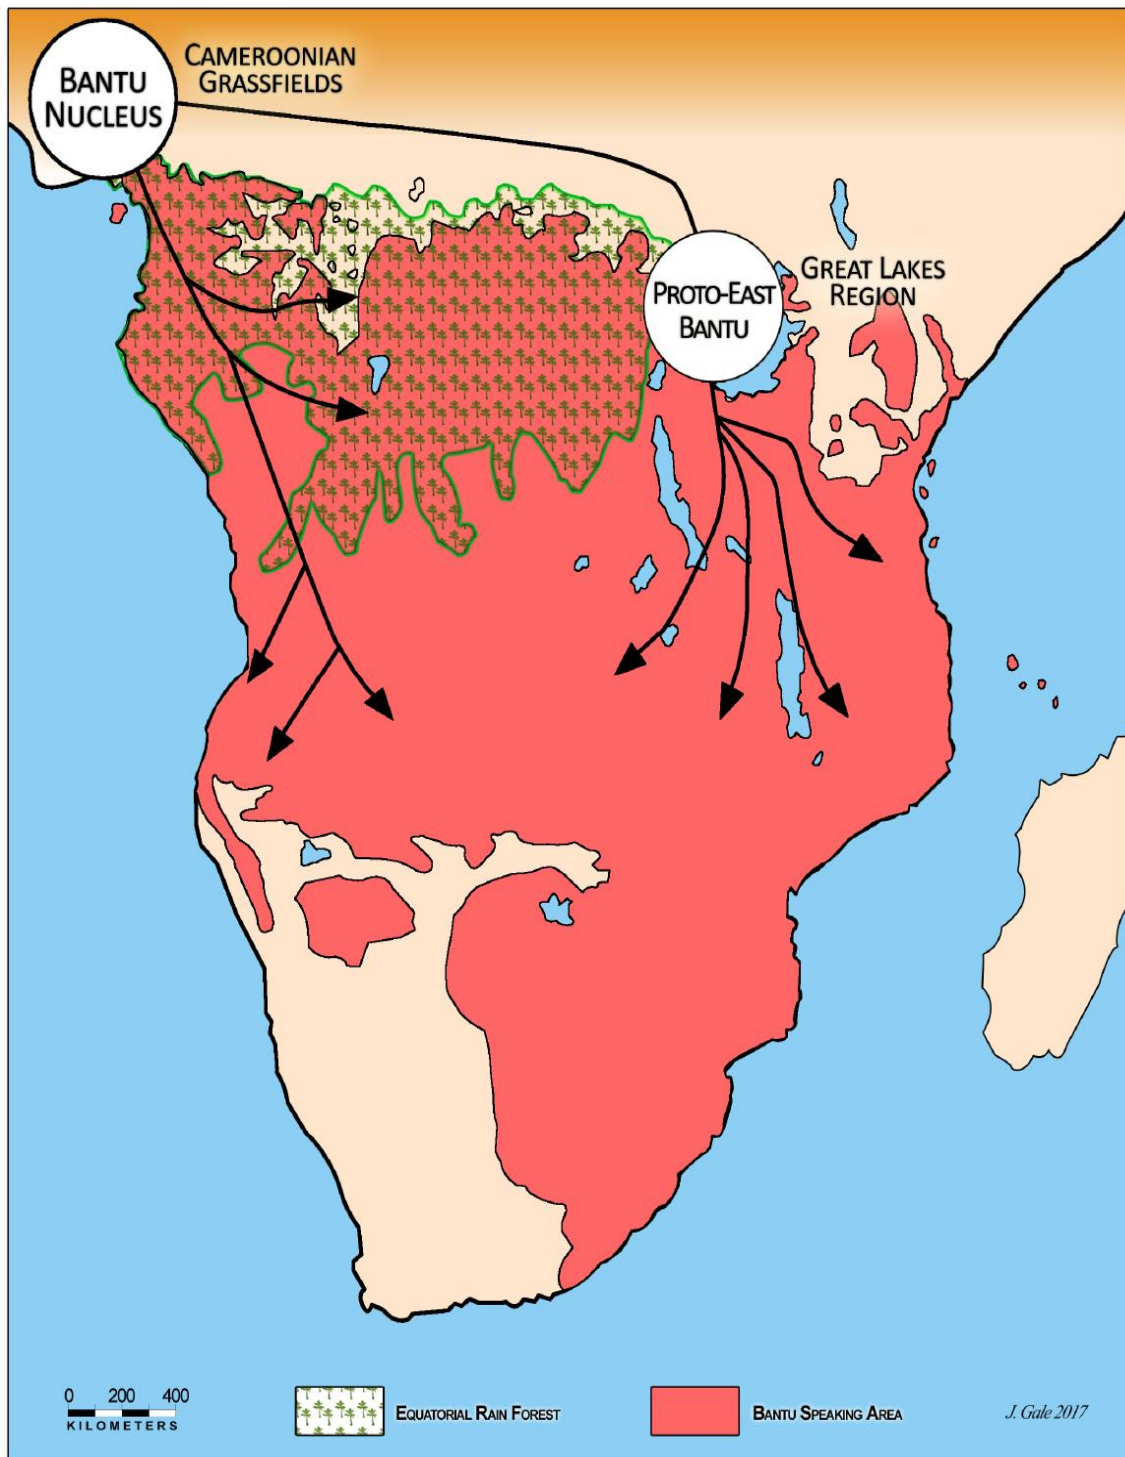 BANTU
NUCLEUS
CAMEROONIAN
GRASSFIELDS
PROTO-EAST
BANTU
GREAT LAKES
REGION
0 200 400
KILOMETERS
EQUATORIAL RAIN FOREST
BANTU SPEAKING AREA
J. Gale 2017